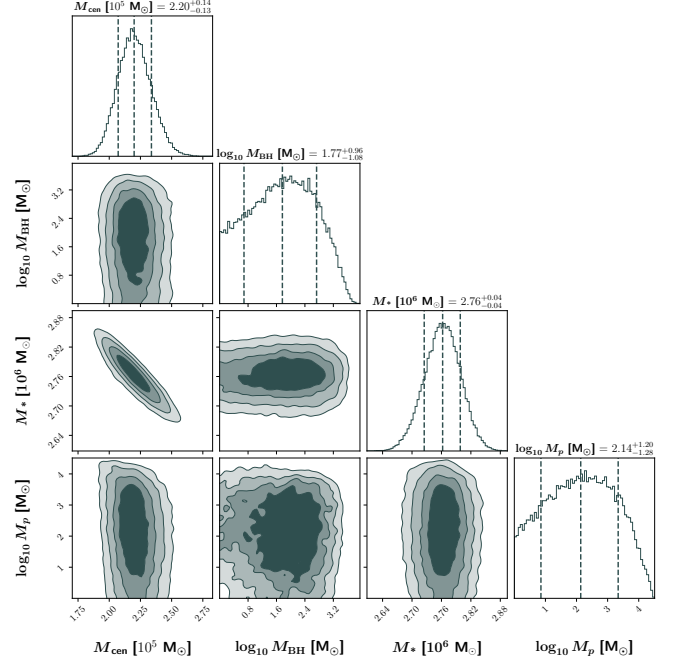 M_cen [10^5 M_⊙] = 2.20^{+0.14}_{-0.13}
log_10 M_BH [M_⊙] = 1.77^{+0.96}_{-1.08}
3.2
2.4
1.6
0.8
log_10 M_BH [M_⊙]
M_* [10^6 M_⊙] = 2.76^{+0.04}_{-0.04}
2.88
2.82
2.76
2.70
2.64
M_* [10^6 M_⊙]
log_10 M_p [M_⊙] = 2.14^{+1.20}_{-1.28}
4
3
2
1
log_10 M_p [M_⊙]
1.75 2.00 2.25 2.50 2.75 0.8 1.6 2.4 3.2 2.64 2.70 2.76 2.82 2.88 1 2 3 4
M_cen [10^5 M_⊙] log_10 M_BH [M_⊙] M_* [10^6 M_⊙] log_10 M_p [M_⊙]